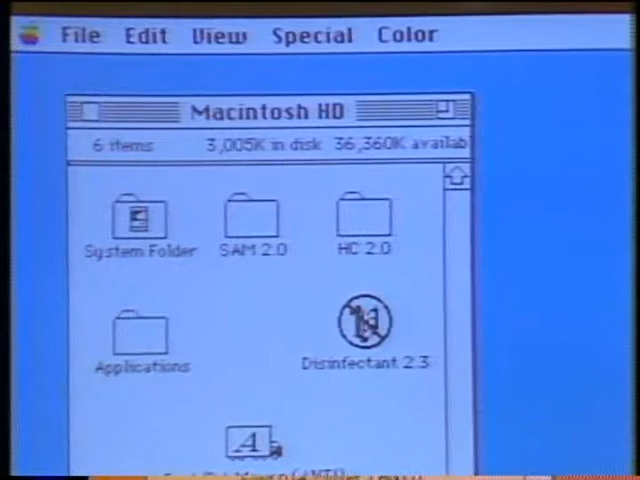 File Edit View Special Color
Macintosh HD
6 items 3,005K in disk 36,360K availab
System Folder SAM 2.0 HC 2.0
Applications Disinfectant 2.3
A